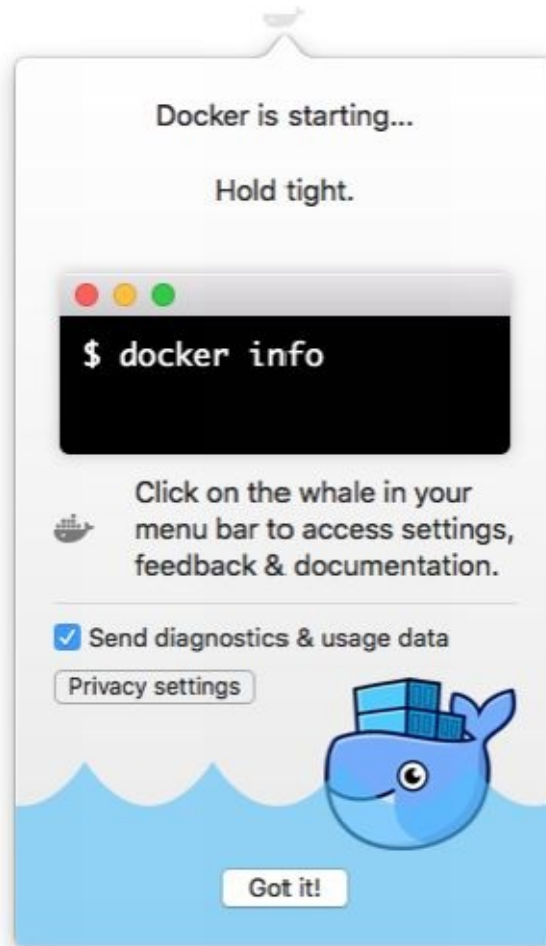 Docker is starting...
Hold tight.
$ docker info
Click on the whale in your
menu bar to access settings,
feedback & documentation.
Send diagnostics & usage data
Privacy settings
Got it!